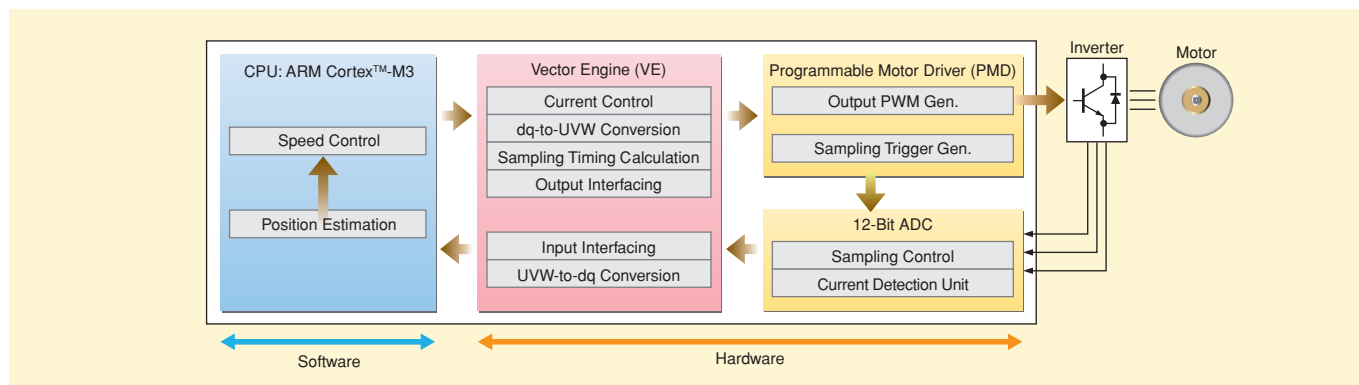 CPU: ARM Cortex™-M3
Speed Control
Position Estimation
Vector Engine (VE)
Current Control
dq-to-UVW Conversion
Sampling Timing Calculation
Output Interfacing
Input Interfacing
UVW-to-dq Conversion
Programmable Motor Driver (PMD)
Output PWM Gen.
Sampling Trigger Gen.
12-Bit ADC
Sampling Control
Current Detection Unit
Inverter
Motor
Software
Hardware